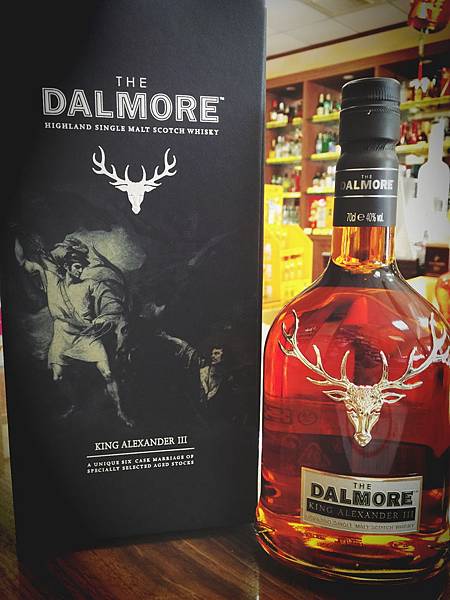 THE
DALMORE™
HIGHLAND SINGLE MALT SCOTCH WHISKY
KING ALEXANDER III
A UNIQUE SIX CASK MARRIAGE OF
SPECIALLY SELECTED AGED STOCKS
THE
DALMORE
70cl e 40% vol.
THE
DALMORE
KING ALEXANDER III
HIGHLAND SINGLE MALT SCOTCH WHISKY